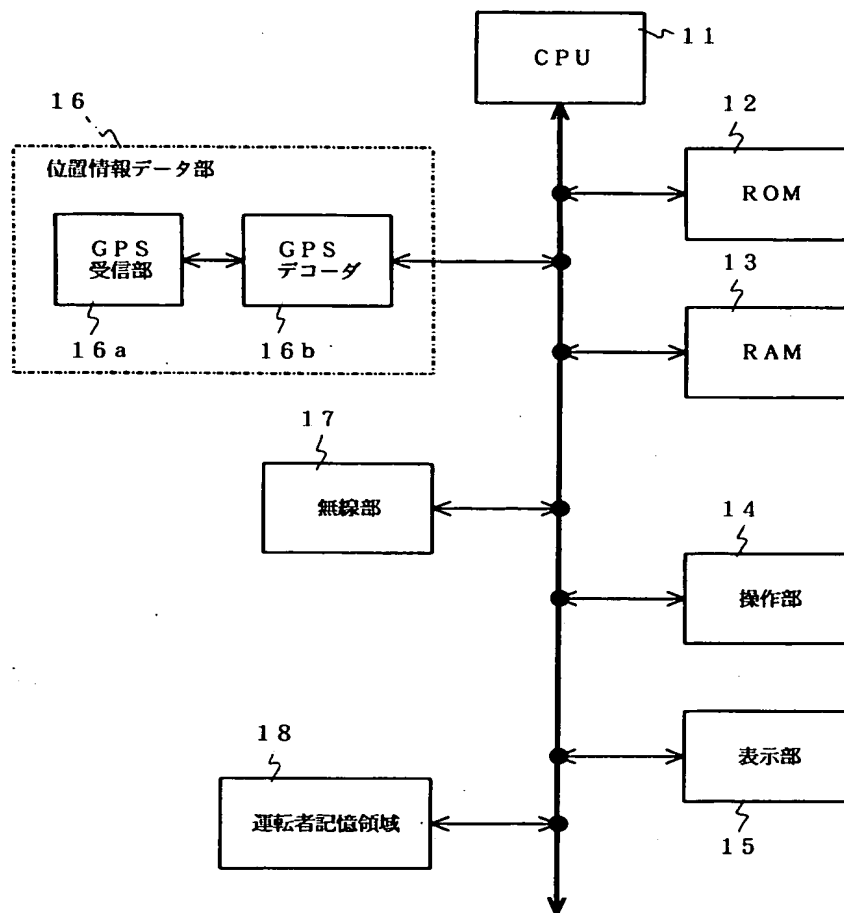 CPU
11
16
位置情報データ部
GPS
受信部
16a
GPS
デコーダ
16b
12
ROM
13
RAM
17
無線部
14
操作部
表示部
15
18
運転者記憶領域